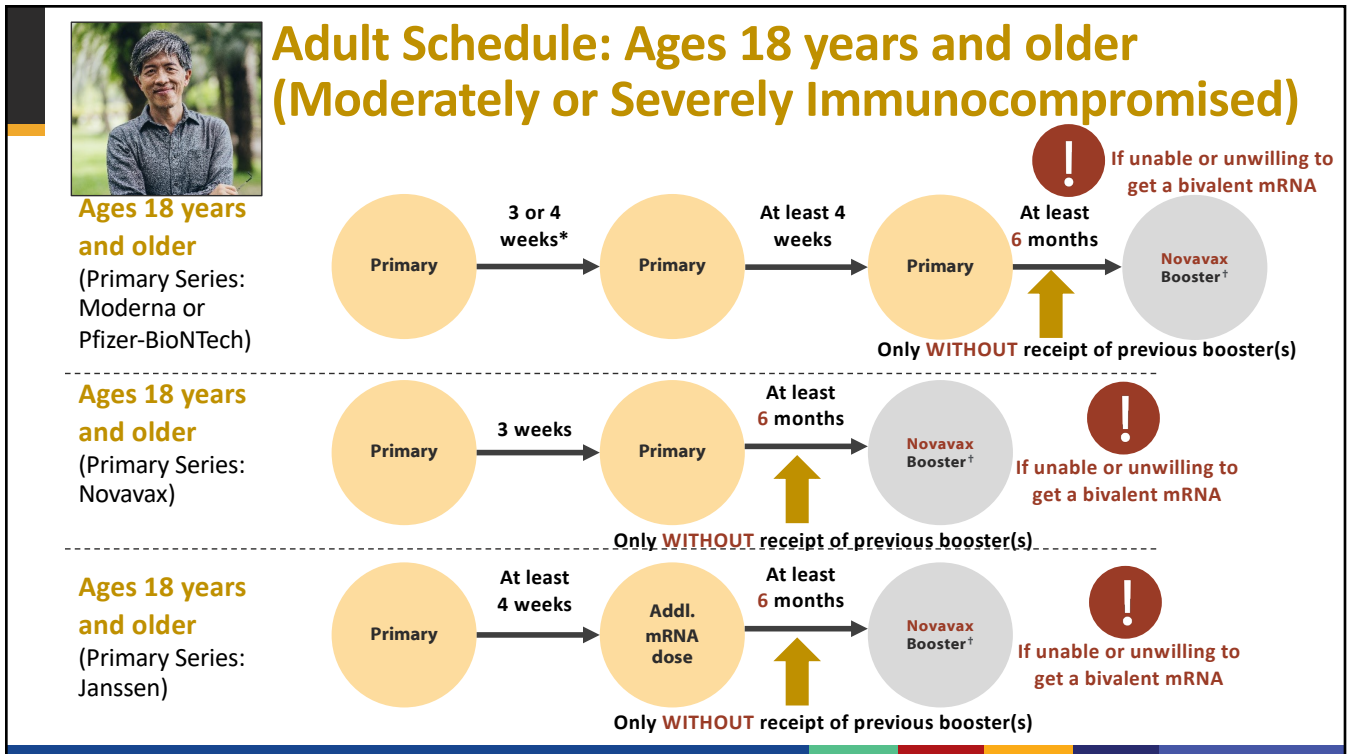 Adult Schedule: Ages 18 years and older
(Moderately or Severely Immunocompromised)
Ages 18 years
and older
(Primary Series:
Moderna or
Pfizer-BioNTech)
Primary
3 or 4
weeks*
Primary
At least 4
weeks
Primary
At least
6 months
!
If unable or unwilling to
get a bivalent mRNA
Novavax
Booster†
Only WITHOUT receipt of previous booster(s)
Ages 18 years
and older
(Primary Series:
Novavax)
Primary
3 weeks
Primary
At least
6 months
Novavax
Booster†
!
If unable or unwilling to
get a bivalent mRNA
Only WITHOUT receipt of previous booster(s)
Ages 18 years
and older
(Primary Series:
Janssen)
Primary
At least
4 weeks
Addl.
mRNA
dose
At least
6 months
Novavax
Booster†
!
If unable or unwilling to
get a bivalent mRNA
Only WITHOUT receipt of previous booster(s)